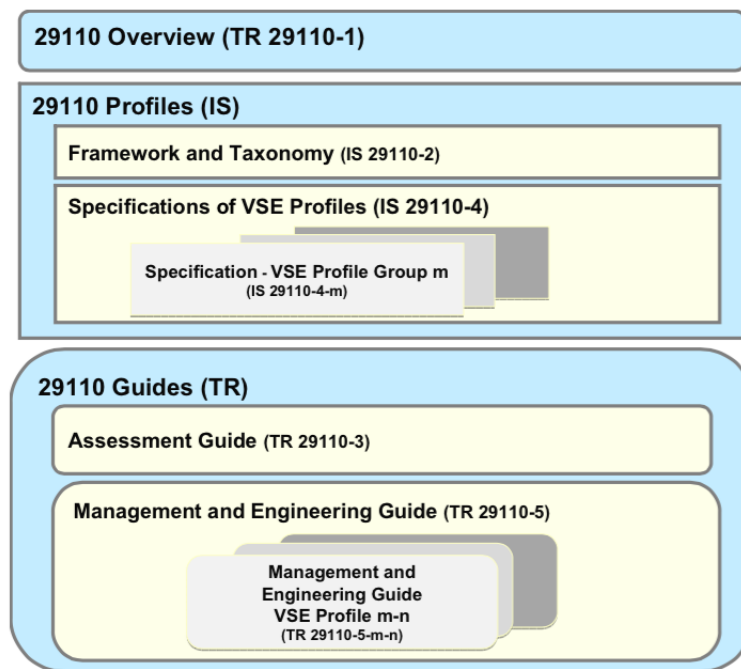 29110 Overview (TR 29110-1)
29110 Profiles (IS)
Framework and Taxonomy (IS 29110-2)
Specifications of VSE Profiles (IS 29110-4)
Specification - VSE Profile Group m
(IS 29110-4-m)
29110 Guides (TR)
Assessment Guide (TR 29110-3)
Management and Engineering Guide (TR 29110-5)
Management and
Engineering Guide
VSE Profile m-n
(TR 29110-5-m-n)